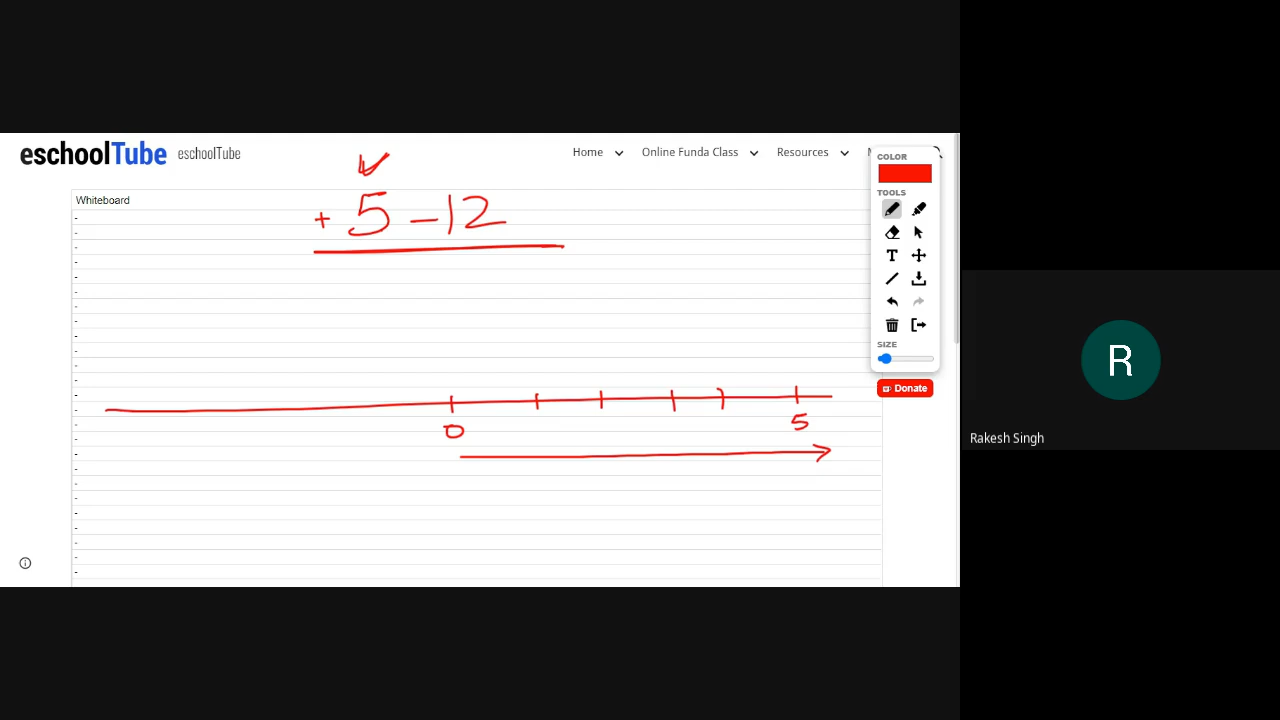 eschoolTube eschoolTube Home Online Funda Class Resources
COLOR
TOOLS
Whiteboard
+ 5 - 12
T
SIZE
Donate
0 5
R
Rakesh Singh